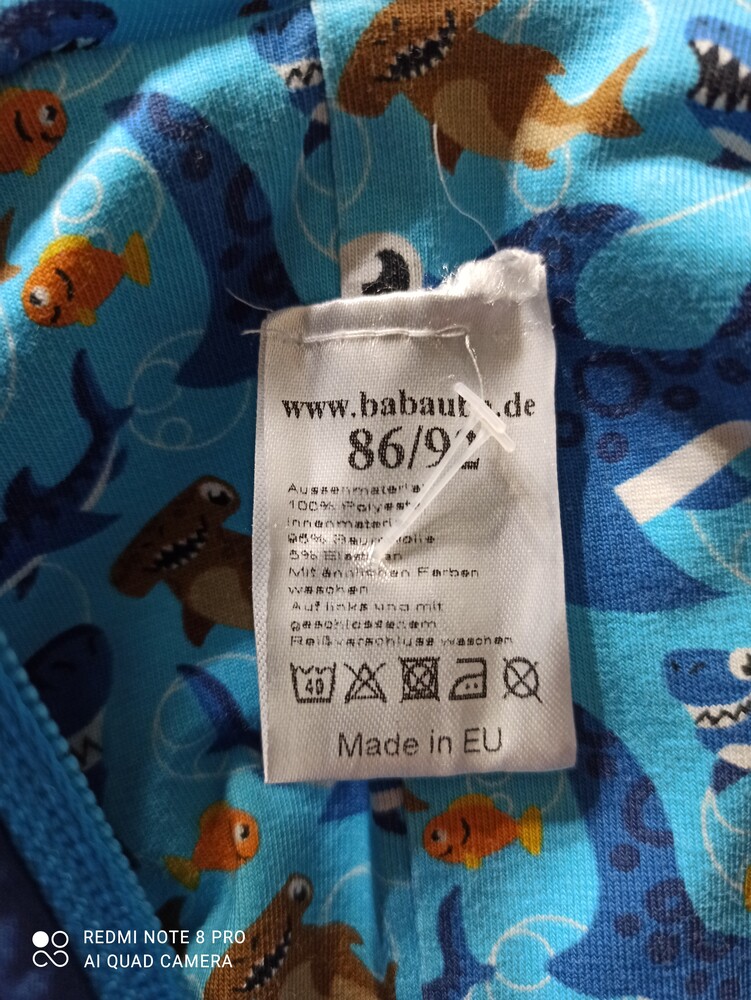 www.babauba.de
86/92
Aussenmaterial
100% Polyester
Innenmaterial
95% Baumwolle
5% Elasthan
Mit ähnlichen Farben
waschen
Auf links und mit
geschlossenem
Reißverschluss waschen
40
Made in EU
REDMI NOTE 8 PRO
AI QUAD CAMERA